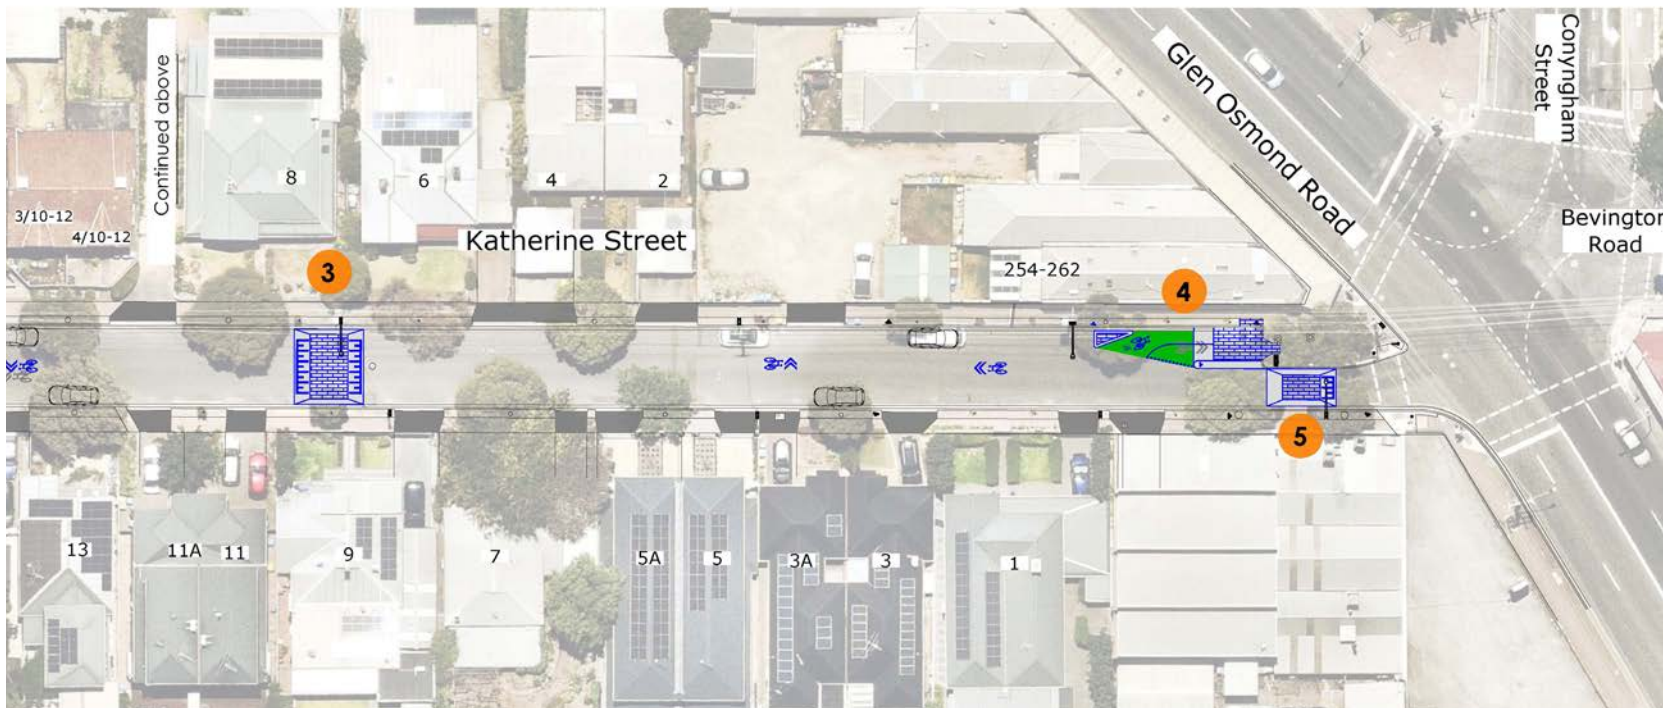 Continued above
Glen Osmond Road
Conyngham
Street
Bevington
Road
Katherine Street
8
6
4
2
3/10-12
4/10-12
3
254-262
4
5
13
11A
11
9
7
5A
5
3A
3
1